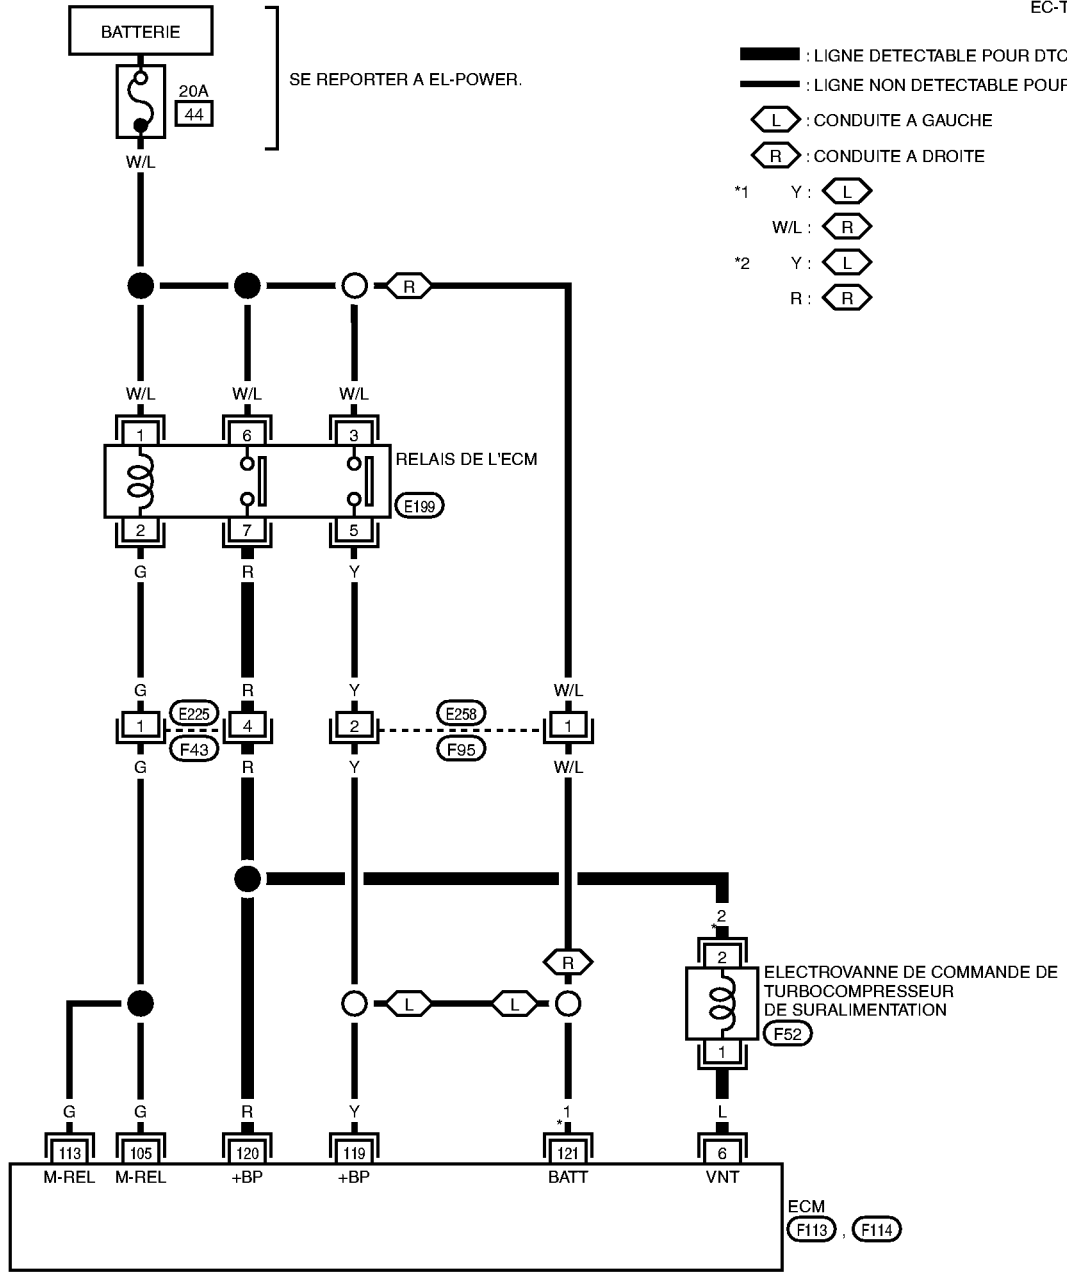 EC-T
BATTERIE
: LIGNE DETECTABLE POUR DTC
SE REPORTER A EL-POWER.
20A
: LIGNE NON DETECTABLE POUR
44
L : CONDUITE A GAUCHE
W/L
R : CONDUITE A DROITE
*1 Y : L
W/L : R
*2 Y : L
R : R
R
W/L W/L W/L
1 6 3
RELAIS DE L'ECM
E199
2 7 5
G R Y
G R Y W/L
E225 E258
1 4 2 1
F43 F95
G R Y W/L
2
*
R
2
ELECTROVANNE DE COMMANDE DE
TURBOCOMPRESSEUR
DE SURALIMENTATION
L L
F52
1
G G R Y 1 L
*
113 105 120 119 121 6
M-REL M-REL +BP +BP BATT VNT
ECM
F113 , F114